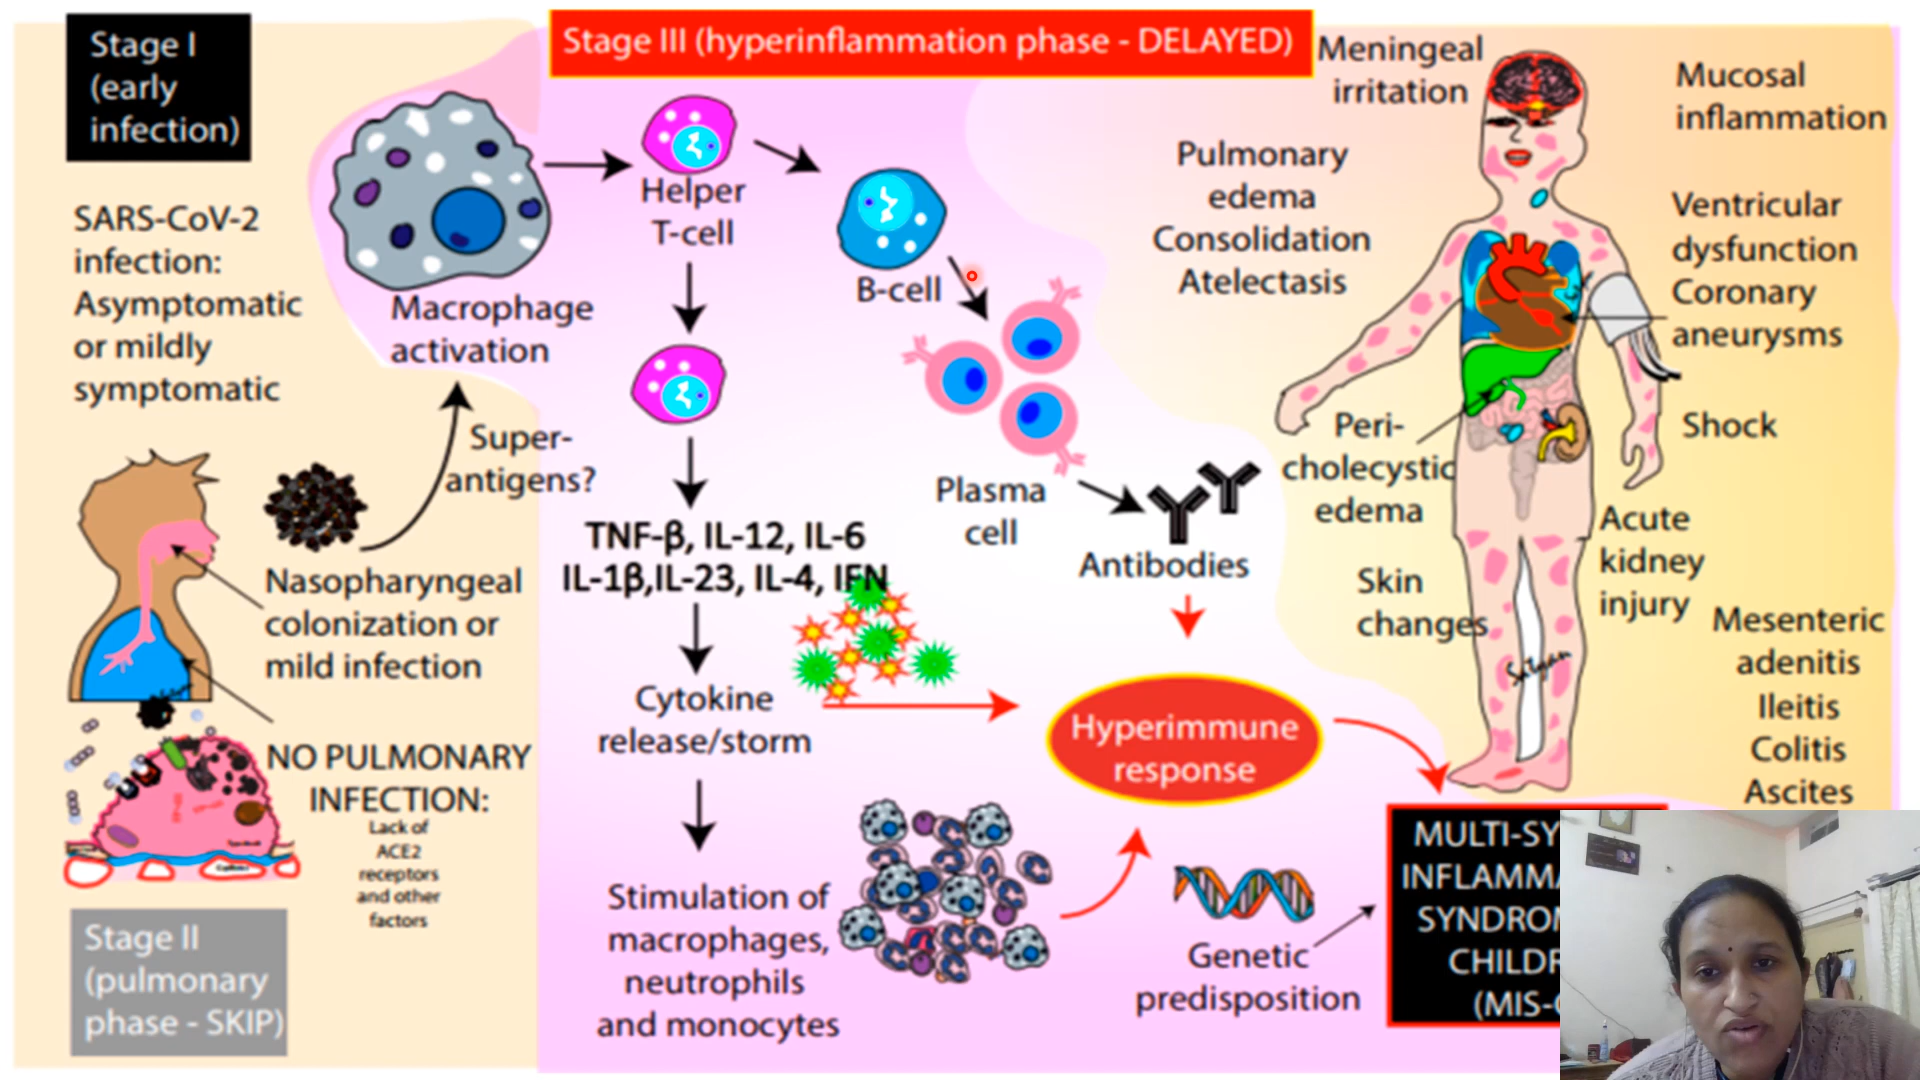 Stage I
(early
infection)
SARS-CoV-2
infection:
Asymptomatic
or mildly
symptomatic
Super-
antigens?
Nasopharyngeal
colonization or
mild infection
NO PULMONARY
INFECTION:
Lack of
ACE2
receptors
and other
factors
Stage II
(pulmonary
phase - SKIP)
Stage III (hyperinflammation phase - DELAYED)
Macrophage
activation
Helper
T-cell
B-cell
Plasma
cell
Antibodies
TNF-β, IL-12, IL-6
IL-1β,IL-23, IL-4, IFN
Cytokine
release/storm
Stimulation of
macrophages,
neutrophils
and monocytes
Hyperimmune
response
Genetic
predisposition
Meningeal
irritation
Mucosal
inflammation
Pulmonary
edema
Consolidation
Atelectasis
Ventricular
dysfunction
Coronary
aneurysms
Peri-
cholecystic
edema
Shock
Skin
changes
Acute
kidney
injury
Mesenteric
adenitis
Ileitis
Colitis
Ascites
MULTI-SY
INFLAMMA
SYNDROM
CHILDR
(MIS-